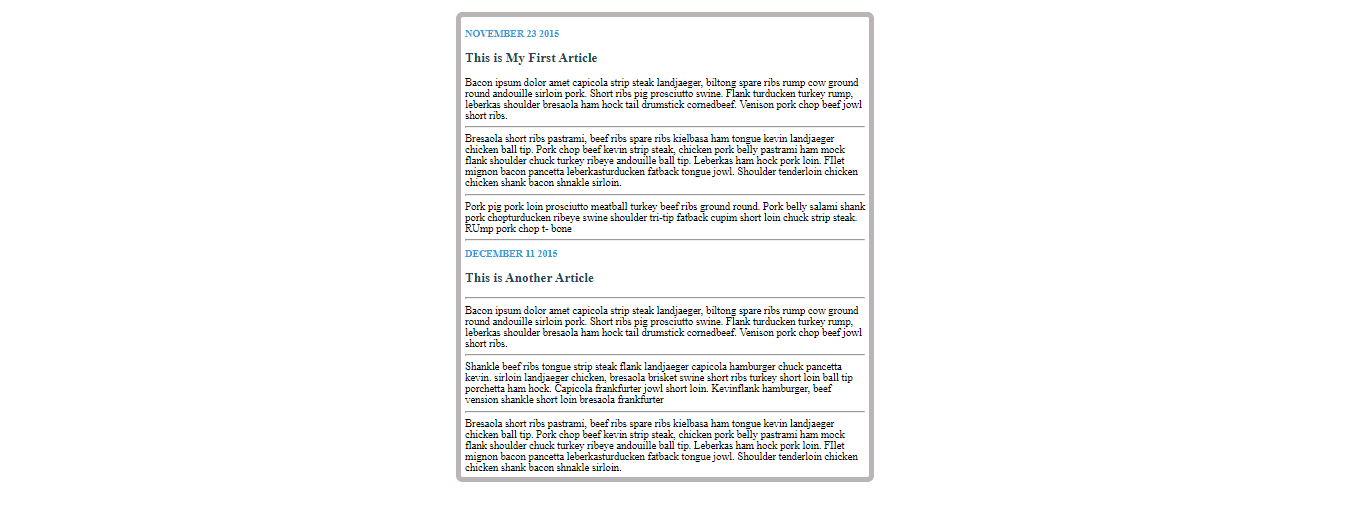 NOVEMBER 23 2015
This is My First Article
Bacon ipsum dolor amet capicola strip steak landjaeger, biltong spare ribs rump cow ground
round andouille sirloin pork. Short ribs pig prosciutto swine. Flank turducken turkey rump,
leberkas shoulder bresaola ham hock tail drumstick cornedbeef. Venison pork chop beef jowl
short ribs.
Bresaola short ribs pastrami, beef ribs spare ribs kielbasa ham tongue kevin landjaeger
chicken ball tip. Pork chop beef kevin strip steak, chicken pork belly pastrami ham mock
flank shoulder chuck turkey ribeye andouille ball tip. Leberkas ham hock pork loin. FIlet
mignon bacon pancetta leberkasturducken fatback tongue jowl. Shoulder tenderloin chicken
chicken shank bacon shnakle sirloin.
Pork pig pork loin prosciutto meatball turkey beef ribs ground round. Pork belly salami shank
pork chopturducken ribeye swine shoulder tri-tip fatback cupim short loin chuck strip steak.
RUmp pork chop t- bone
DECEMBER 11 2015
This is Another Article
Bacon ipsum dolor amet capicola strip steak landjaeger, biltong spare ribs rump cow ground
round andouille sirloin pork. Short ribs pig prosciutto swine. Flank turducken turkey rump,
leberkas shoulder bresaola ham hock tail drumstick cornedbeef. Venison pork chop beef jowl
short ribs.
Shankle beef ribs tongue strip steak flank landjaeger capicola hamburger chuck pancetta
kevin. sirloin landjaeger chicken, bresaola brisket swine short ribs turkey short loin ball tip
porchetta ham hock. Capicola frankfurter jowl short loin. Kevinflank hamburger, beef
vension shankle short loin bresaola frankfurter
Bresaola short ribs pastrami, beef ribs spare ribs kielbasa ham tongue kevin landjaeger
chicken ball tip. Pork chop beef kevin strip steak, chicken pork belly pastrami ham mock
flank shoulder chuck turkey ribeye andouille ball tip. Leberkas ham hock pork loin. FIlet
mignon bacon pancetta leberkasturducken fatback tongue jowl. Shoulder tenderloin chicken
chicken shank bacon shnakle sirloin.